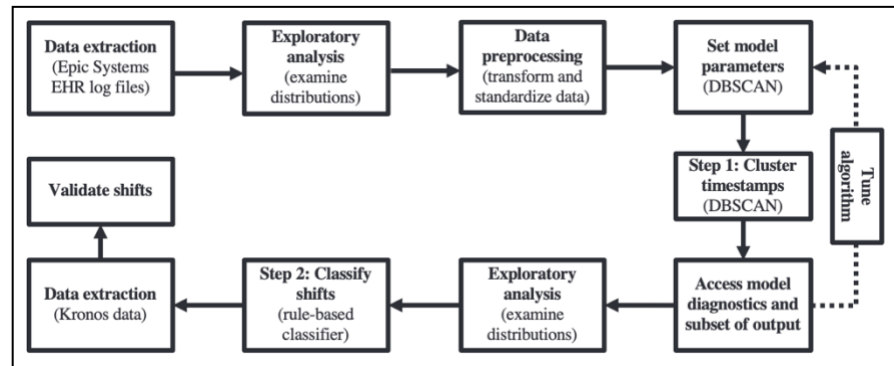 Data extraction
(Epic Systems
EHR log files)
Exploratory
analysis
(examine
distributions)
Data
preprocessing
(transform and
standardize data)
Set model
parameters
(DBSCAN)
Step 1: Cluster
timestamps
(DBSCAN)
Tune
algorithm
Access model
diagnostics and
subset of output
Exploratory
analysis
(examine
distributions)
Step 2: Classify
shifts
(rule-based
classifier)
Data extraction
(Kronos data)
Validate shifts